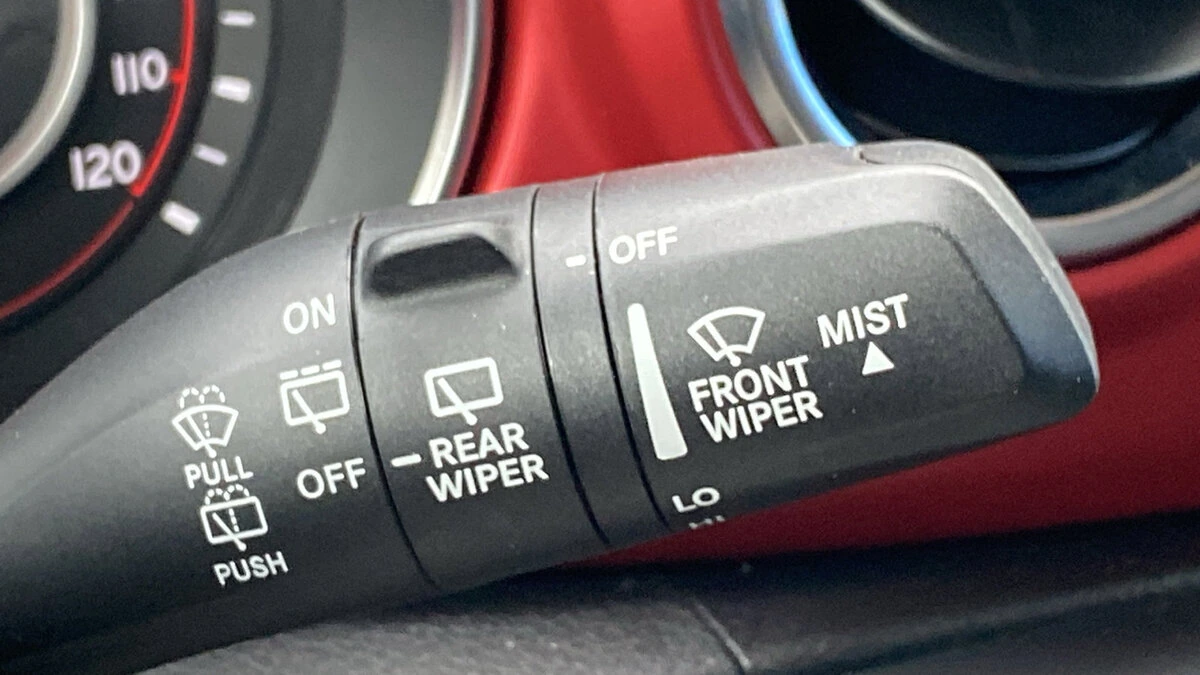 110
120
ON
OFF
PULL
PUSH
REAR
WIPER
OFF
FRONT
WIPER
MIST
LO